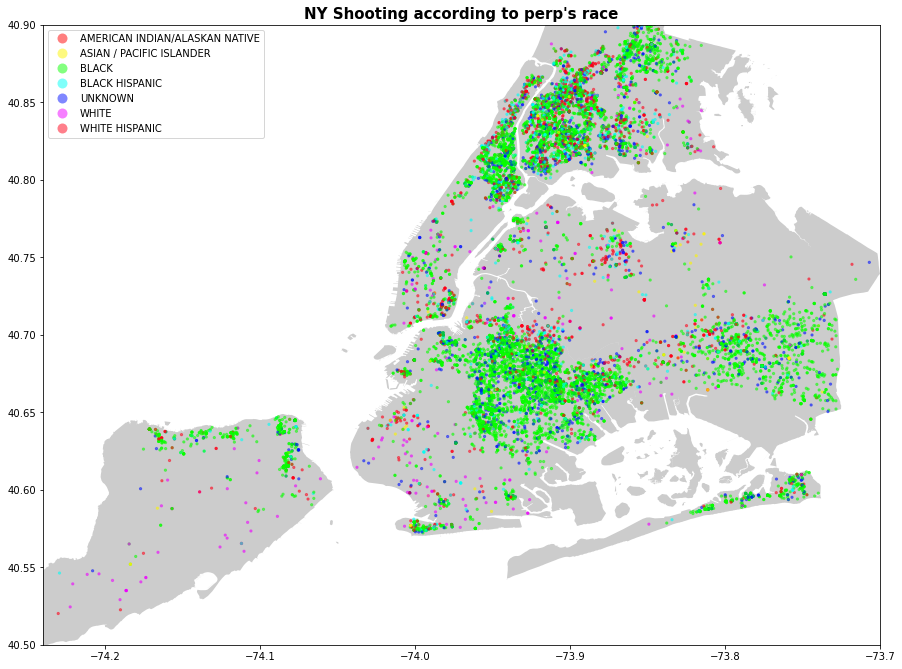 NY Shooting according to perp's race
40.90
AMERICAN INDIAN/ALASKAN NATIVE
ASIAN / PACIFIC ISLANDER
BLACK
BLACK HISPANIC
UNKNOWN
WHITE
WHITE HISPANIC
40.85
40.80
40.75
40.70
40.65
40.60
40.55
40.50
−74.2
−74.1
−74.0
−73.9
−73.8
−73.7